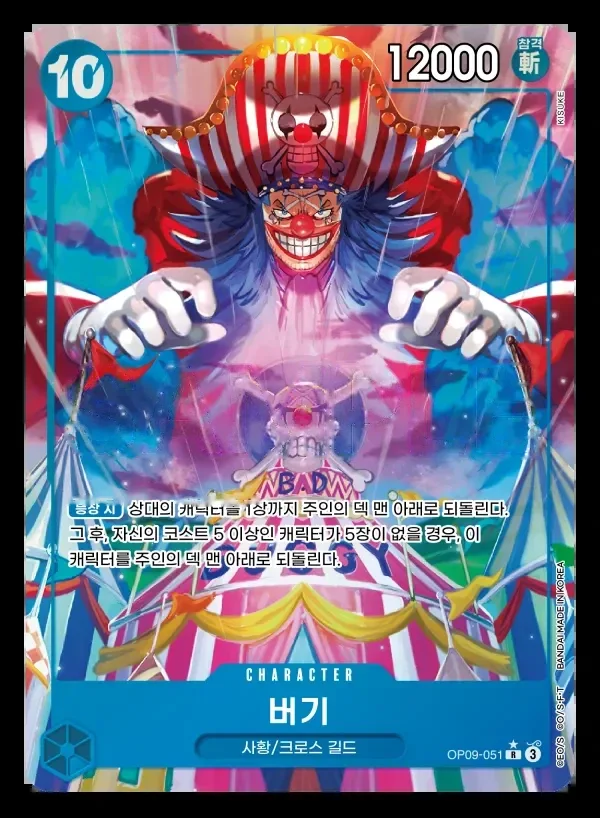 10
12000
참격
斬
KISUKE
BAD
등장 시 상대의 캐릭터를 1장까지 주인의 덱 맨 아래로 되돌린다.
그 후, 자신의 코스트 5 이상인 캐릭터가 5장이 없을 경우, 이
캐릭터를 주인의 덱 맨 아래로 되돌린다.
CHARACTER
버기
사황/크로스 길드
OP09-051 R 3
©EO/S ©O/S·F·T BANDAI MADE IN KOREA